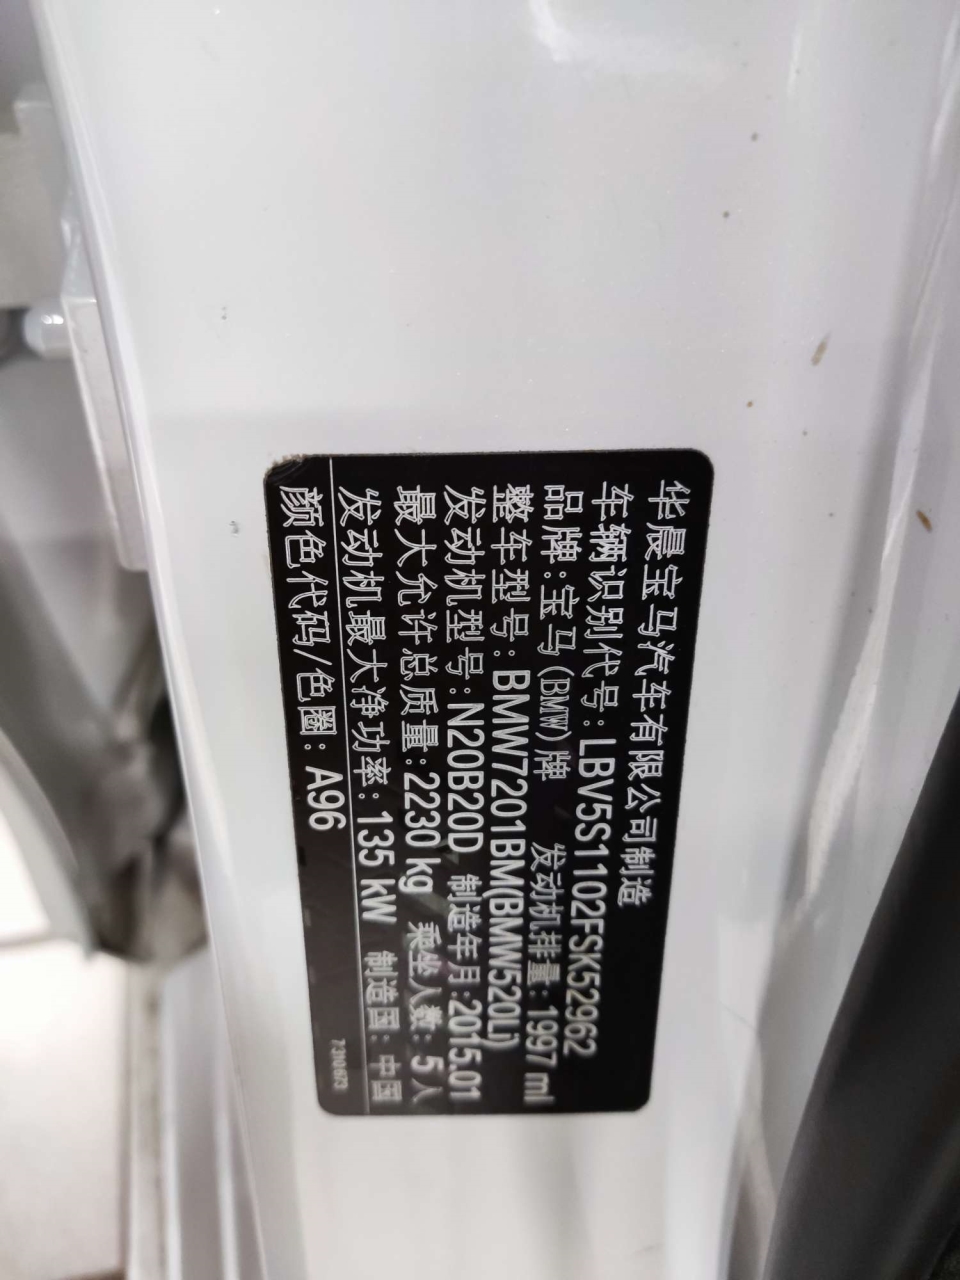 华晨宝马汽车有限公司制造
车辆识别代号:LBV5S1102FSK52962
品牌:宝马(BMW)牌 发动机排量:1997 ml
整车型号:BMW7201BM(BMW520Li)
发动机型号:N20B20D 制造年月:2015.01
最大允许总质量:2230 kg 乘坐人数:5 人
发动机最大净功率:135 kW 制造国:中国
颜色代码/色圈:A96
7 310 673